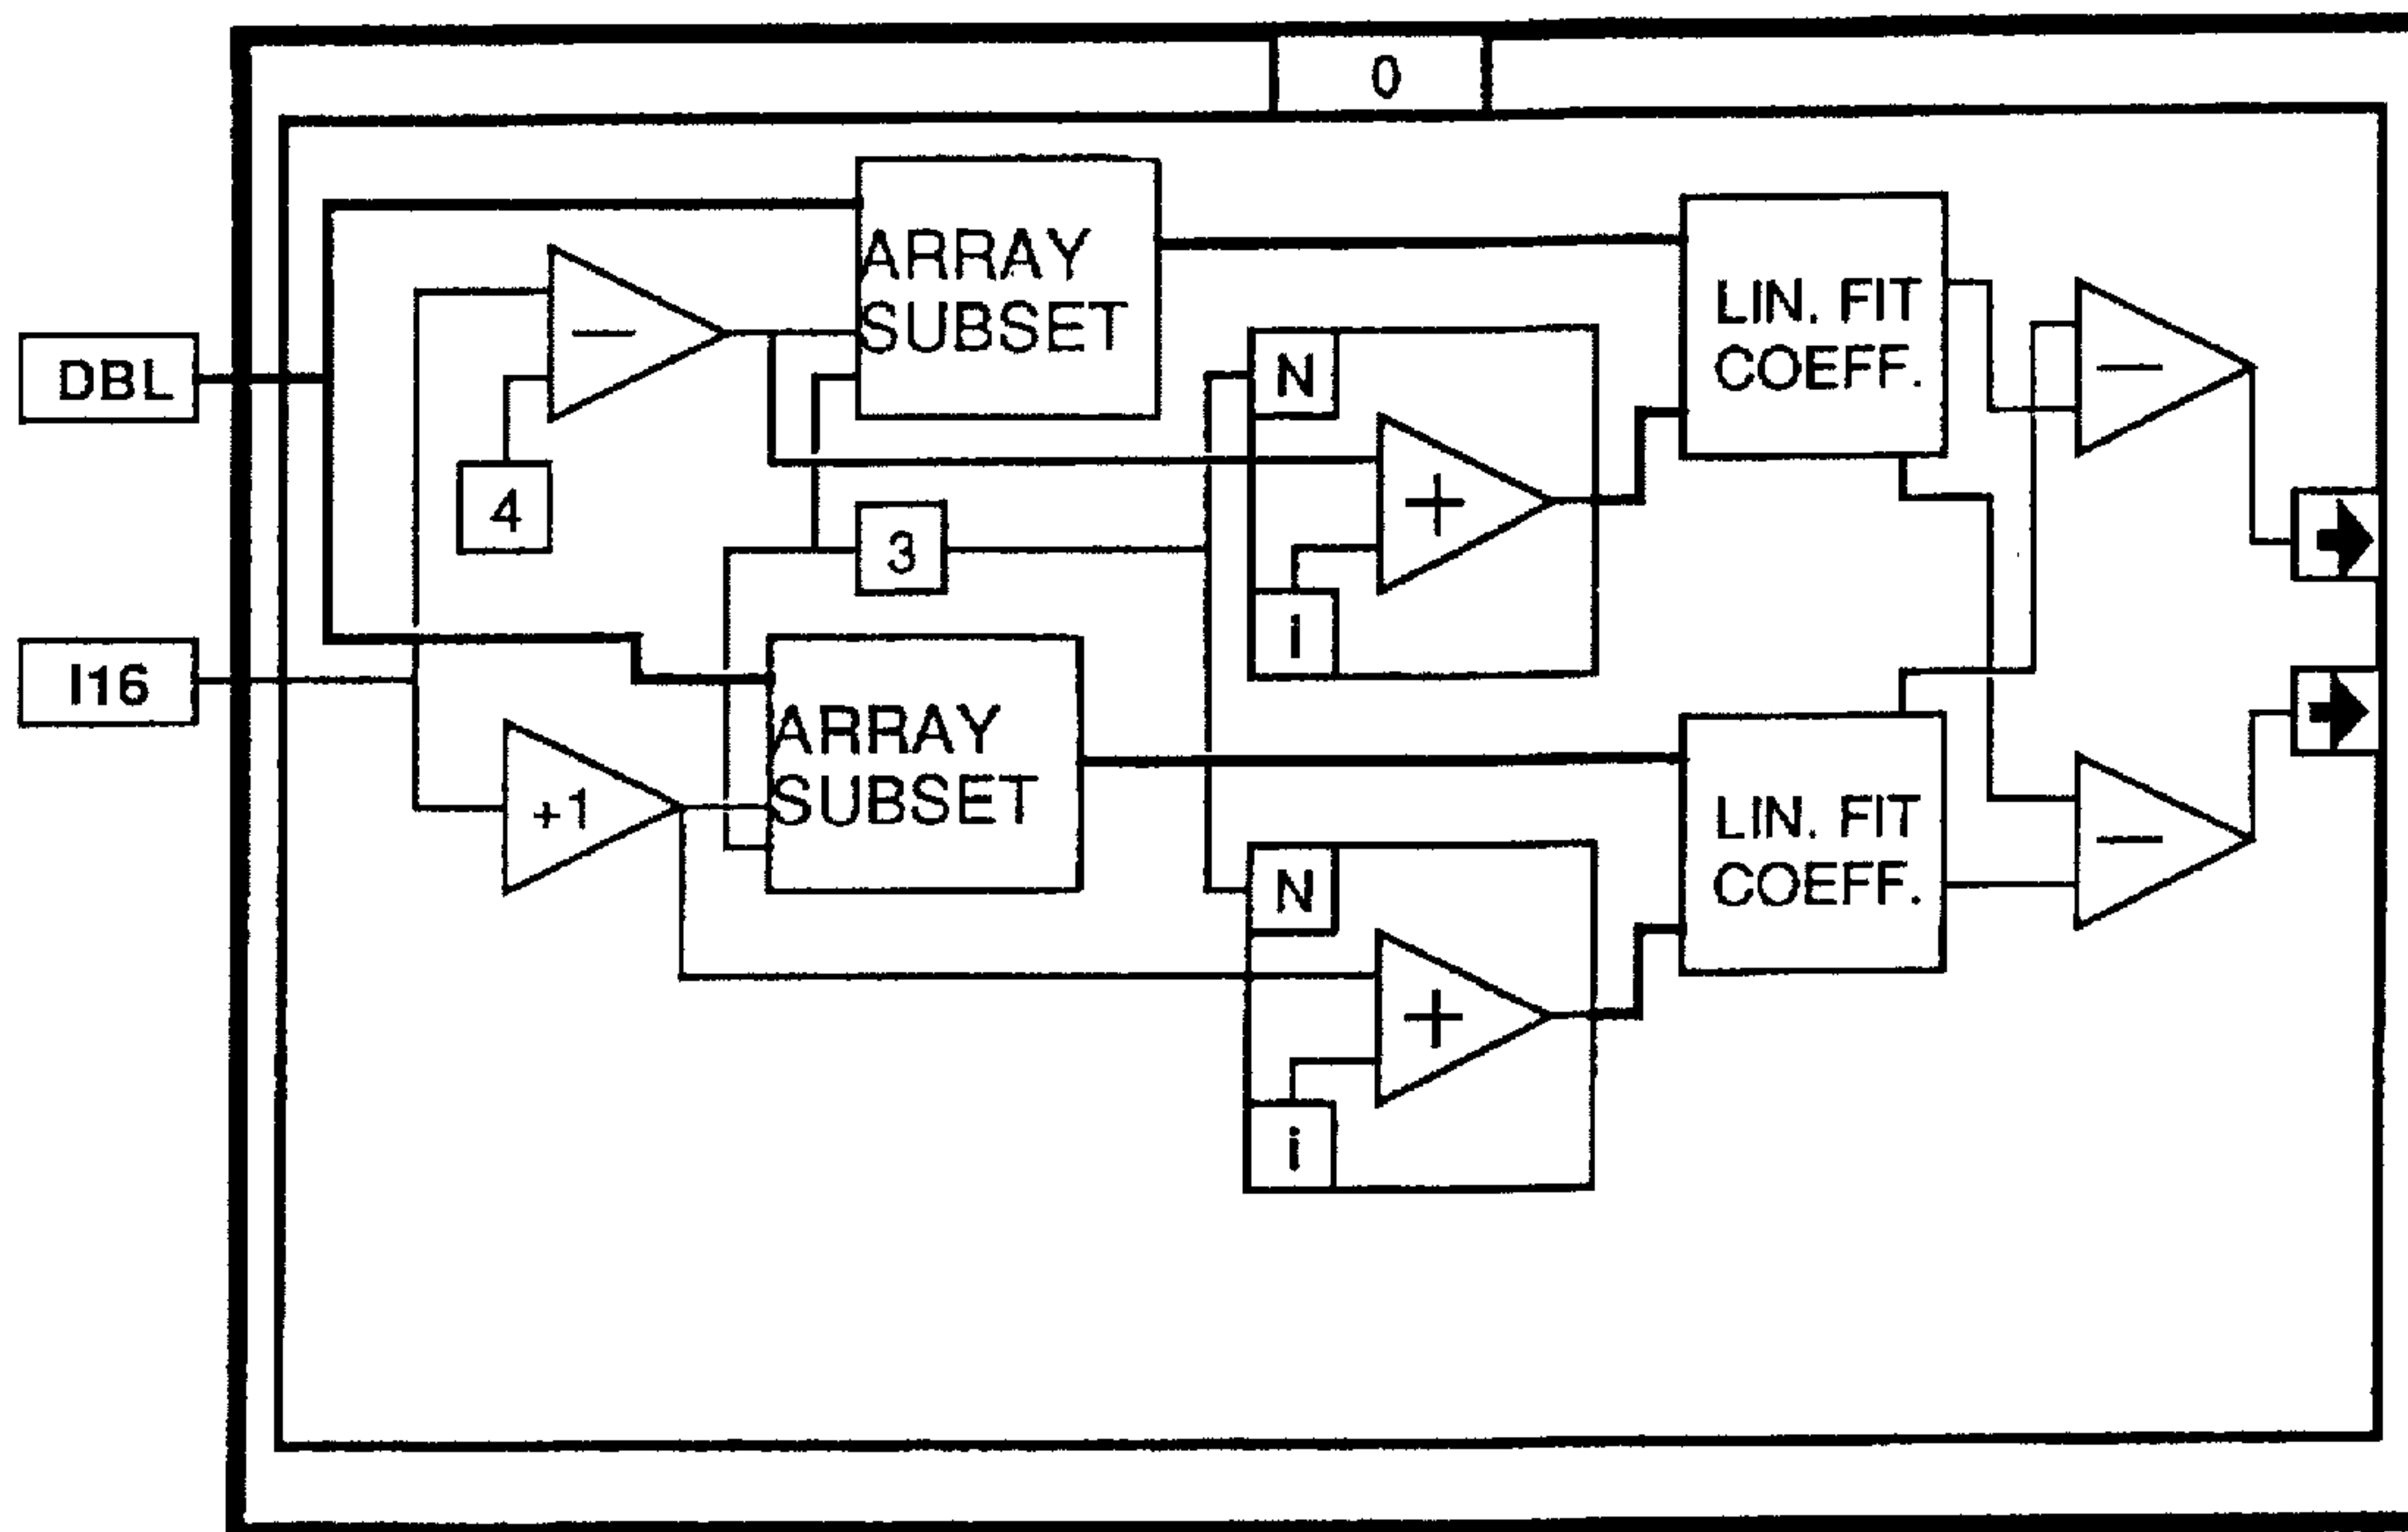 0
ARRAY
SUBSET
LIN. FIT
COEFF.
—
DBL
N
—
4
+
3
i
I16
ARRAY
SUBSET
+1
LIN. FIT
COEFF.
—
N
+
i